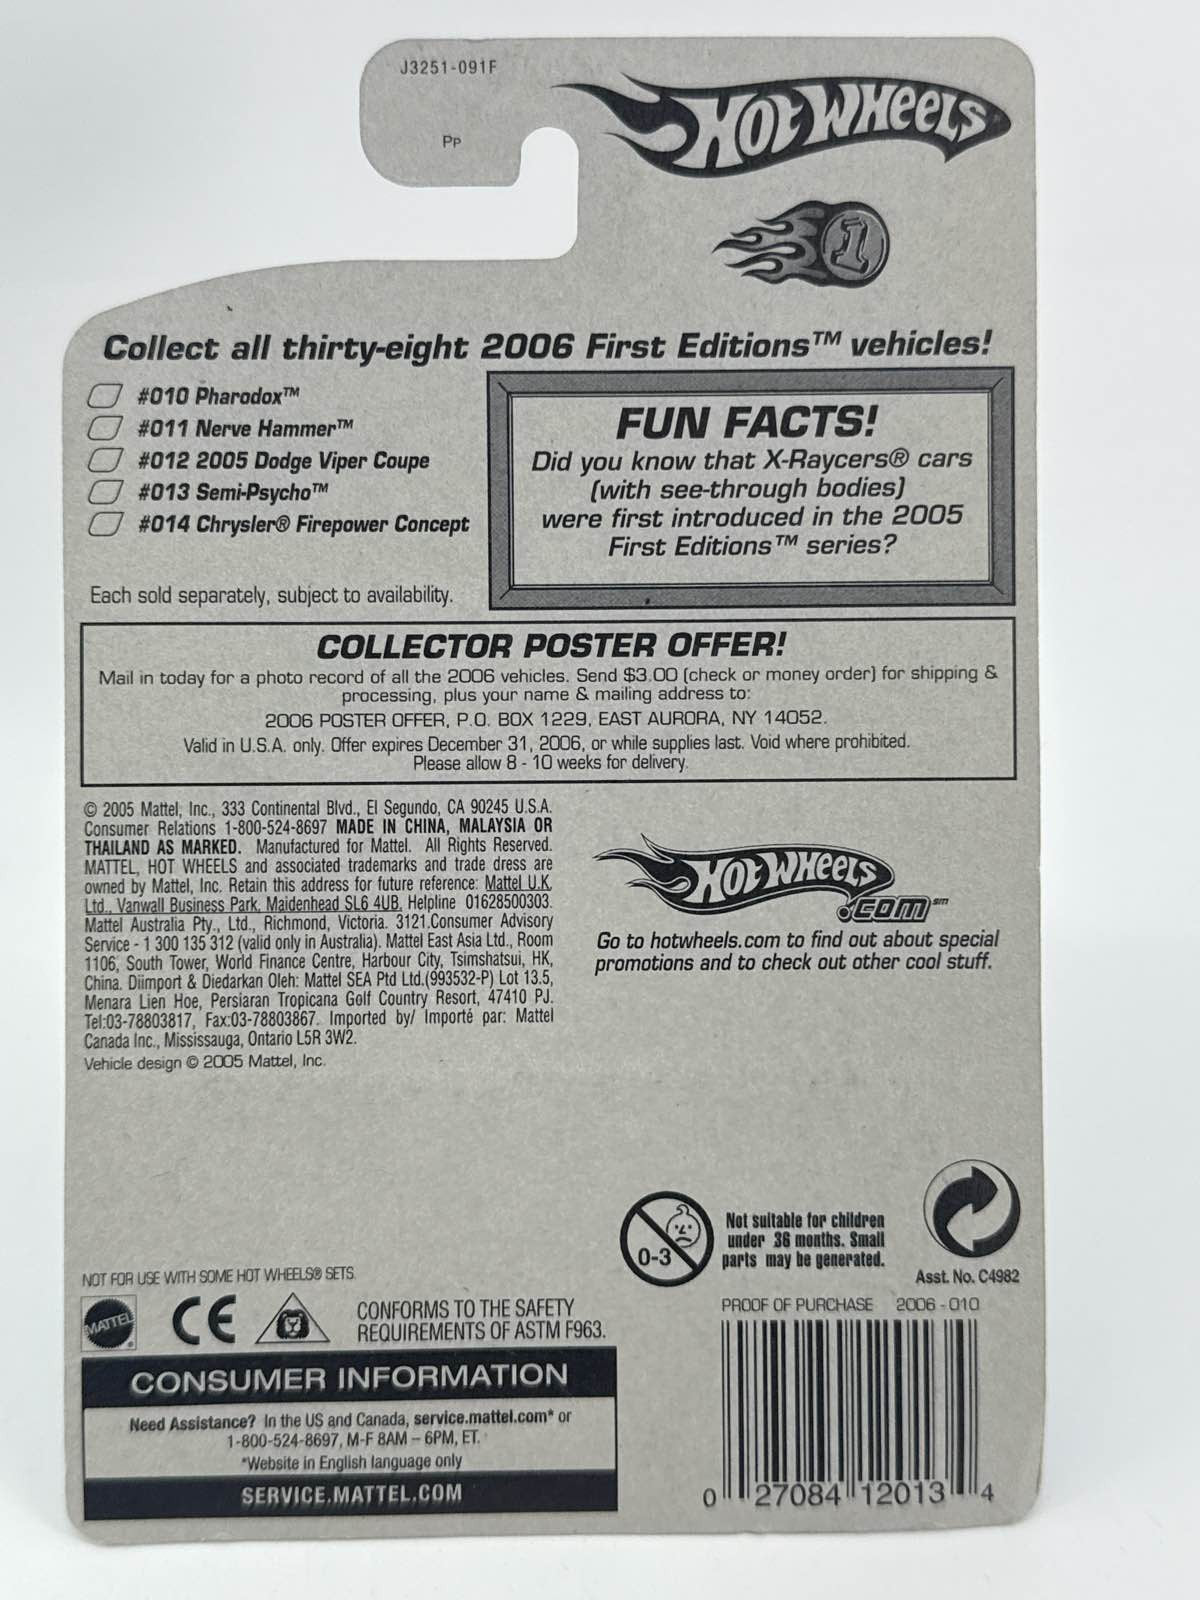 J3251-091F
Pp
HOT WHEELS
1
Collect all thirty-eight 2006 First Editions™ vehicles!
#010 Pharodox™
#011 Nerve Hammer™
#012 2005 Dodge Viper Coupe
#013 Semi-Psycho™
#014 Chrysler® Firepower Concept
Each sold separately, subject to availability.
FUN FACTS!
Did you know that X-Raycers® cars
(with see-through bodies)
were first introduced in the 2005
First Editions™ series?
COLLECTOR POSTER OFFER!
Mail in today for a photo record of all the 2006 vehicles. Send $3.00 (check or money order) for shipping &
processing, plus your name & mailing address to:
2006 POSTER OFFER, P.O. BOX 1229, EAST AURORA, NY 14052.
Valid in U.S.A. only. Offer expires December 31, 2006, or while supplies last. Void where prohibited.
Please allow 8 - 10 weeks for delivery.
© 2005 Mattel, Inc., 333 Continental Blvd., El Segundo, CA 90245 U.S.A.
Consumer Relations 1-800-524-8697 MADE IN CHINA, MALAYSIA OR
THAILAND AS MARKED. Manufactured for Mattel. All Rights Reserved.
MATTEL, HOT WHEELS and associated trademarks and trade dress are
owned by Mattel, Inc. Retain this address for future reference: Mattel U.K.
Ltd., Vanwall Business Park, Maidenhead SL6 4UB. Helpline 01628500303.
Mattel Australia Pty., Ltd., Richmond, Victoria. 3121.Consumer Advisory
Service - 1 300 135 312 (valid only in Australia). Mattel East Asia Ltd., Room
1106, South Tower, World Finance Centre, Harbour City, Tsimshatsui, HK,
China. Diimport & Diedarkan Oleh: Mattel SEA Ptd Ltd.(993532-P) Lot 13.5,
Menara Lien Hoe, Persiaran Tropicana Golf Country Resort, 47410 PJ.
Tel:03-78803817, Fax:03-78803867. Imported by/ Importé par: Mattel
Canada Inc., Mississauga, Ontario L5R 3W2.
Vehicle design © 2005 Mattel, Inc.
HOT WHEELS
.COM℠
Go to hotwheels.com to find out about special
promotions and to check out other cool stuff.
0-3
Not suitable for children
under 36 months. Small
parts may be generated.
Asst. No. C4982
NOT FOR USE WITH SOME HOT WHEELS® SETS.
MATTEL®
CE
CONFORMS TO THE SAFETY
REQUIREMENTS OF ASTM F963.
CONSUMER INFORMATION
Need Assistance? In the US and Canada, service.mattel.com* or
1-800-524-8697, M-F 8AM – 6PM, ET.
*Website in English language only
SERVICE.MATTEL.COM
PROOF OF PURCHASE 2006 - 010
0 27084 12013 4